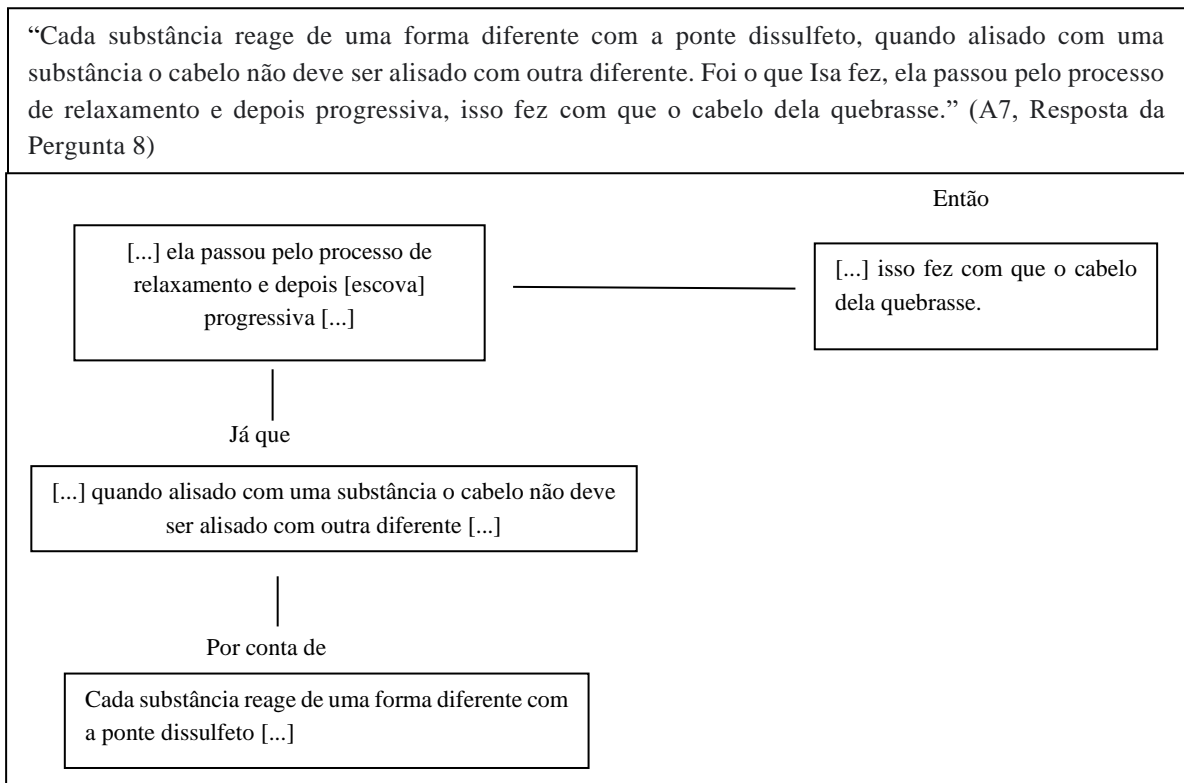 “Cada substância reage de uma forma diferente com a ponte dissulfeto, quando alisado com uma
substância o cabelo não deve ser alisado com outra diferente. Foi o que Isa fez, ela passou pelo processo
de relaxamento e depois progressiva, isso fez com que o cabelo dela quebrasse.” (A7, Resposta da
Pergunta 8)
Então
[...] ela passou pelo processo de
relaxamento e depois [escova]
progressiva [...]
[...] isso fez com que o cabelo
dela quebrasse.
Já que
[...] quando alisado com uma substância o cabelo não deve
ser alisado com outra diferente [...]
Por conta de
Cada substância reage de uma forma diferente com
a ponte dissulfeto [...]